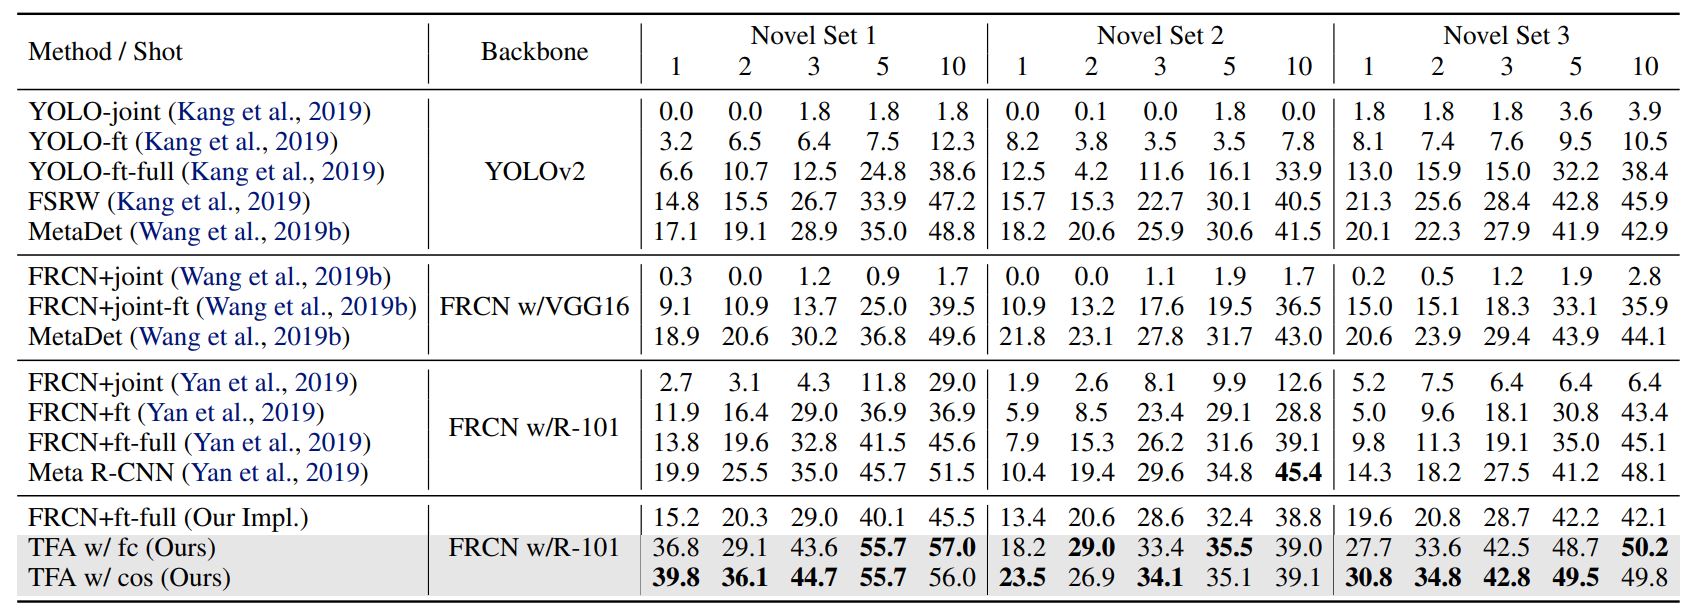 Method / Shot Backbone Novel Set 1 Novel Set 2 Novel Set 3
1 2 3 5 10 1 2 3 5 10 1 2 3 5 10
YOLO-joint (Kang et al., 2019) 0.0 0.0 1.8 1.8 1.8 0.0 0.1 0.0 1.8 0.0 1.8 1.8 1.8 3.6 3.9
YOLO-ft (Kang et al., 2019) 3.2 6.5 6.4 7.5 12.3 8.2 3.8 3.5 3.5 7.8 8.1 7.4 7.6 9.5 10.5
YOLO-ft-full (Kang et al., 2019) YOLOv2 6.6 10.7 12.5 24.8 38.6 12.5 4.2 11.6 16.1 33.9 13.0 15.9 15.0 32.2 38.4
FSRW (Kang et al., 2019) 14.8 15.5 26.7 33.9 47.2 15.7 15.3 22.7 30.1 40.5 21.3 25.6 28.4 42.8 45.9
MetaDet (Wang et al., 2019b) 17.1 19.1 28.9 35.0 48.8 18.2 20.6 25.9 30.6 41.5 20.1 22.3 27.9 41.9 42.9
FRCN+joint (Wang et al., 2019b) 0.3 0.0 1.2 0.9 1.7 0.0 0.0 1.1 1.9 1.7 0.2 0.5 1.2 1.9 2.8
FRCN+joint-ft (Wang et al., 2019b) FRCN w/VGG16 9.1 10.9 13.7 25.0 39.5 10.9 13.2 17.6 19.5 36.5 15.0 15.1 18.3 33.1 35.9
MetaDet (Wang et al., 2019b) 18.9 20.6 30.2 36.8 49.6 21.8 23.1 27.8 31.7 43.0 20.6 23.9 29.4 43.9 44.1
FRCN+joint (Yan et al., 2019) 2.7 3.1 4.3 11.8 29.0 1.9 2.6 8.1 9.9 12.6 5.2 7.5 6.4 6.4 6.4
FRCN+ft (Yan et al., 2019) FRCN w/R-101 11.9 16.4 29.0 36.9 36.9 5.9 8.5 23.4 29.1 28.8 5.0 9.6 18.1 30.8 43.4
FRCN+ft-full (Yan et al., 2019) 13.8 19.6 32.8 41.5 45.6 7.9 15.3 26.2 31.6 39.1 9.8 11.3 19.1 35.0 45.1
Meta R-CNN (Yan et al., 2019) 19.9 25.5 35.0 45.7 51.5 10.4 19.4 29.6 34.8 45.4 14.3 18.2 27.5 41.2 48.1
FRCN+ft-full (Our Impl.) 15.2 20.3 29.0 40.1 45.5 13.4 20.6 28.6 32.4 38.8 19.6 20.8 28.7 42.2 42.1
TFA w/ fc (Ours) FRCN w/R-101 36.8 29.1 43.6 55.7 57.0 18.2 29.0 33.4 35.5 39.0 27.7 33.6 42.5 48.7 50.2
TFA w/ cos (Ours) 39.8 36.1 44.7 55.7 56.0 23.5 26.9 34.1 35.1 39.1 30.8 34.8 42.8 49.5 49.8